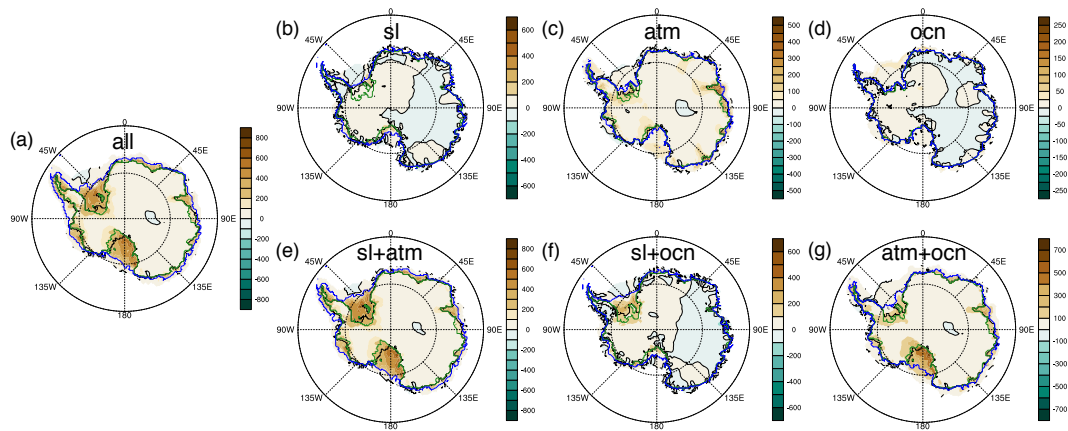 (a)
all
0
45W
45E
90W
90E
135W
135E
180
800
600
400
200
0
-200
-400
-600
-800
(b)
sl
0
45W
45E
90W
90E
135W
135E
180
600
400
200
0
-200
-400
-600
(c)
atm
0
45W
45E
90W
90E
135W
135E
180
500
400
300
200
100
0
-100
-200
-300
-400
-500
(d)
ocn
0
45W
45E
90W
90E
135W
135E
180
250
200
150
100
50
0
-50
-100
-150
-200
-250
(e)
sl+atm
0
45W
45E
90W
90E
135W
135E
180
800
600
400
200
0
-200
-400
-600
-800
(f)
sl+ocn
0
45W
45E
90W
90E
135W
135E
180
600
400
200
0
-200
-400
-600
(g)
atm+ocn
0
45W
45E
90W
90E
135W
135E
180
700
500
300
100
0
-100
-300
-500
-700